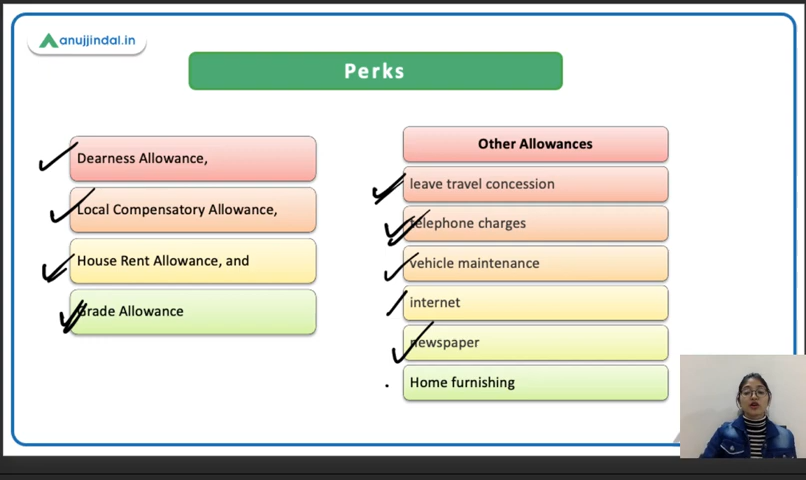 anujjindal.in
Perks
Dearness Allowance,
Local Compensatory Allowance,
House Rent Allowance, and
Grade Allowance
Other Allowances
leave travel concession
telephone charges
vehicle maintenance
internet
newspaper
Home furnishing